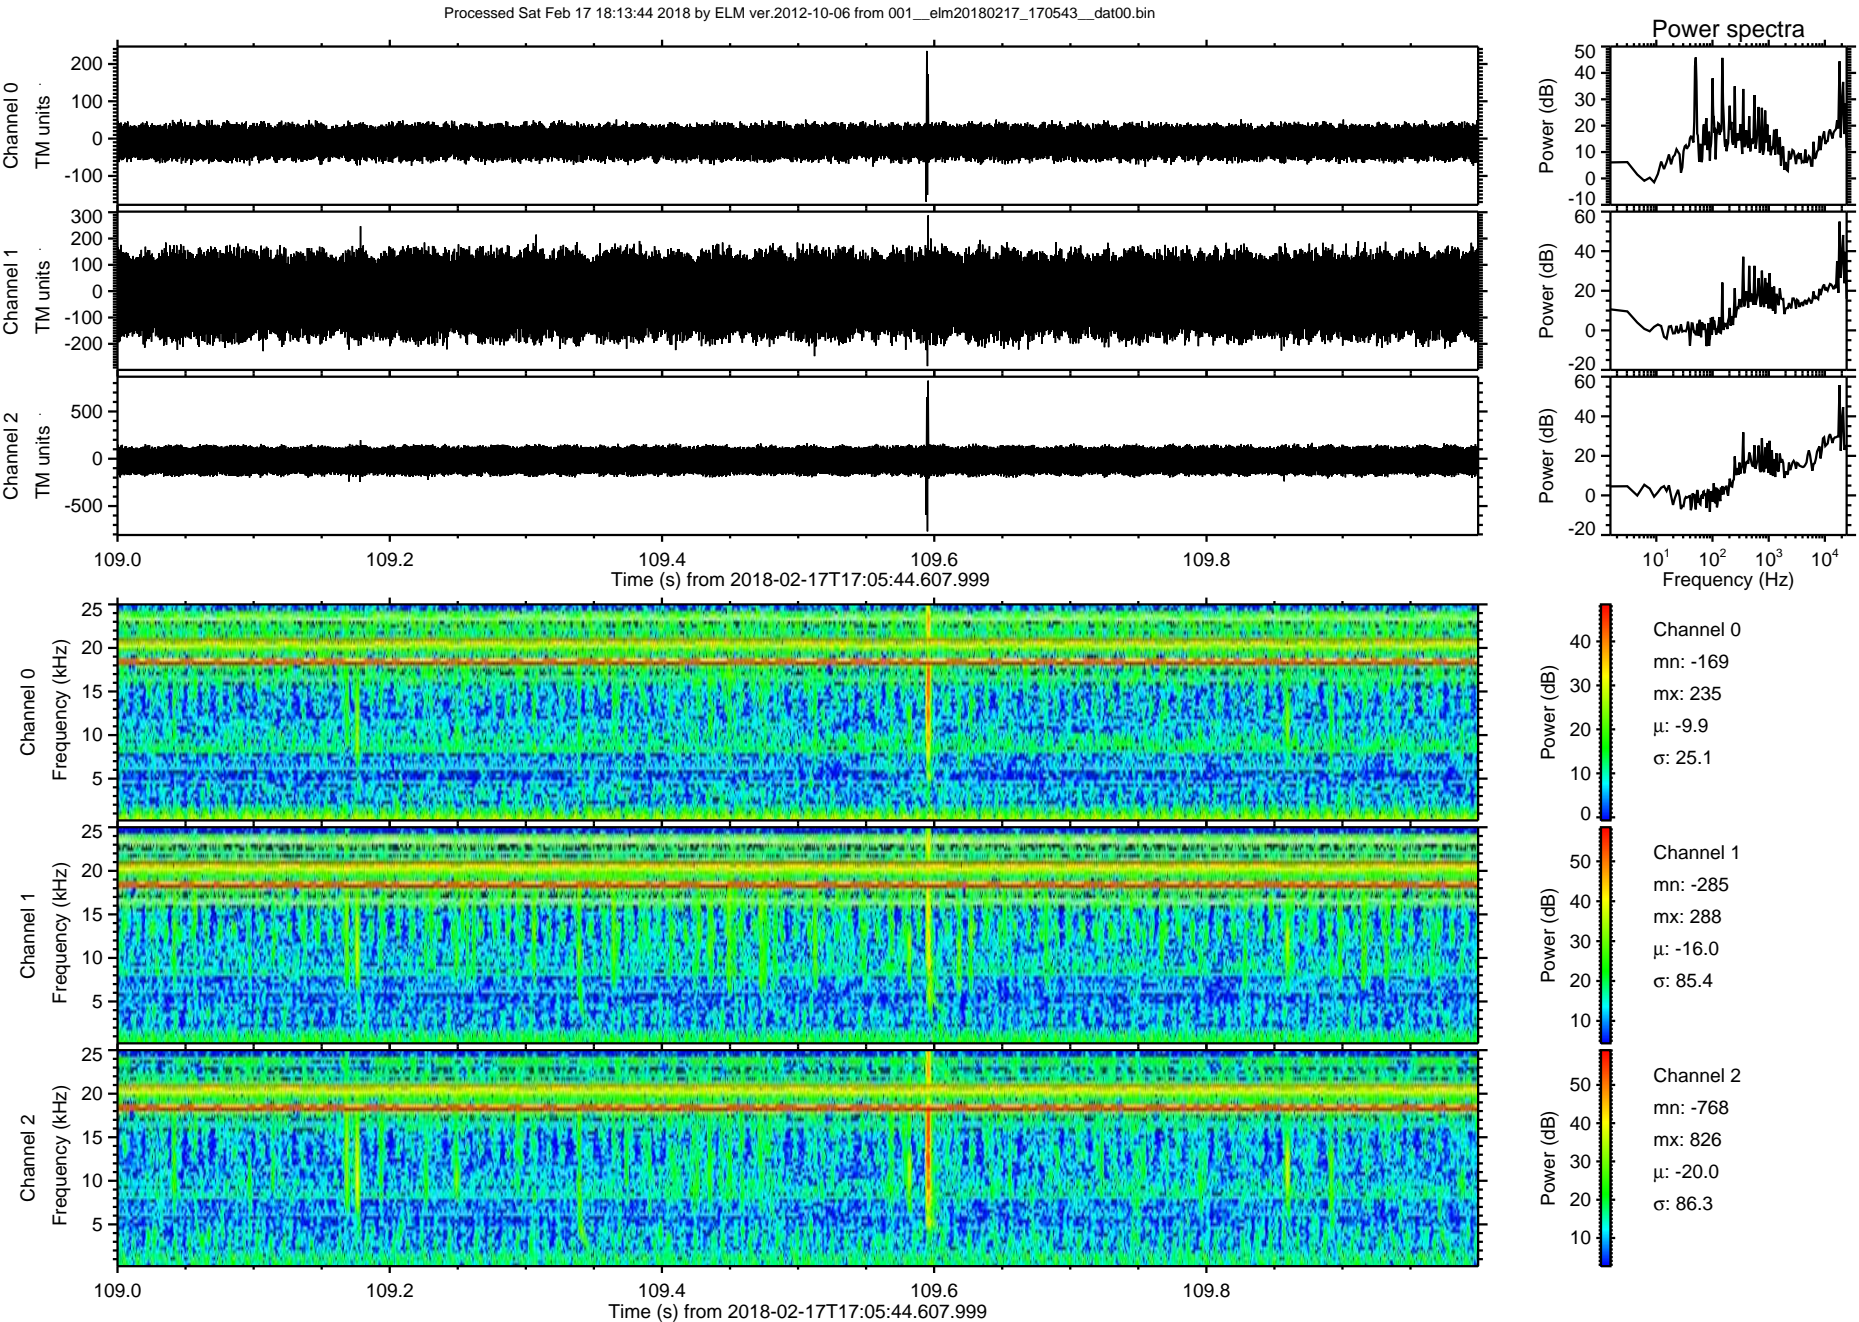 Processed Sat Feb 17 18:13:44 2018 by ELM ver.2012-10-06 from 001__elm20180217_170543__dat00.bin
Power spectra
Channel 0
TM units
200
100
0
-100
Power (dB)
50
40
30
20
10
0
-10
Channel 1
TM units
300
200
100
0
-100
-200
Power (dB)
60
40
20
0
-20
Channel 2
TM units
500
0
-500
Power (dB)
60
40
20
0
-20
109.0 109.2 109.4 109.6 109.8
Time (s) from 2018-02-17T17:05:44.607.999
10¹ 10² 10³ 10⁴
Frequency (Hz)
Channel 0
Frequency (kHz)
25
20
15
10
5
Power (dB)
40
30
20
10
0
Channel 0
mn: -169
mx: 235
μ: -9.9
σ: 25.1
Channel 1
Frequency (kHz)
25
20
15
10
5
Power (dB)
50
40
30
20
10
Channel 1
mn: -285
mx: 288
μ: -16.0
σ: 85.4
Channel 2
Frequency (kHz)
25
20
15
10
5
Power (dB)
50
40
30
20
10
Channel 2
mn: -768
mx: 826
μ: -20.0
σ: 86.3
109.0 109.2 109.4 109.6 109.8
Time (s) from 2018-02-17T17:05:44.607.999